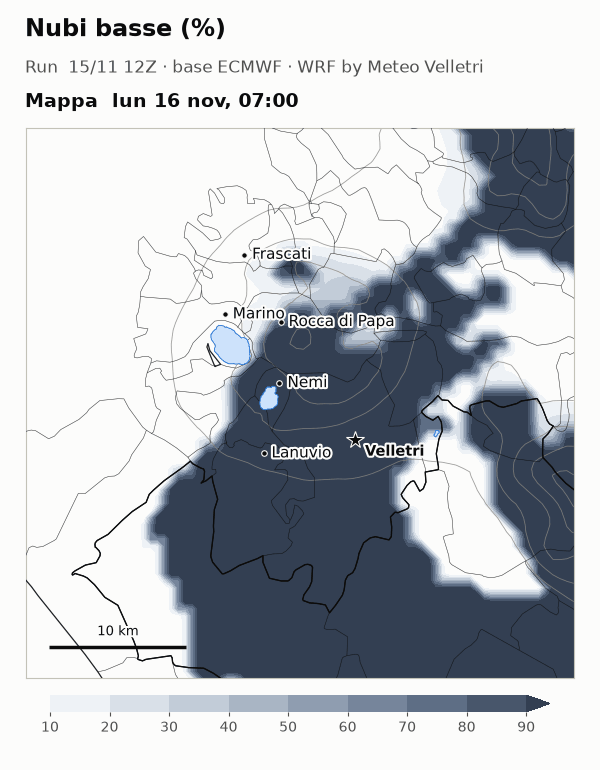 Nubi basse (%)
Run  15/11 12Z · base ECMWF · WRF by Meteo Velletri
Mappa  lun 16 nov, 07:00
Frascati
Marino
Rocca di Papa
Nemi
Velletri
Lanuvio
10 km
10 20 30 40 50 60 70 80 90